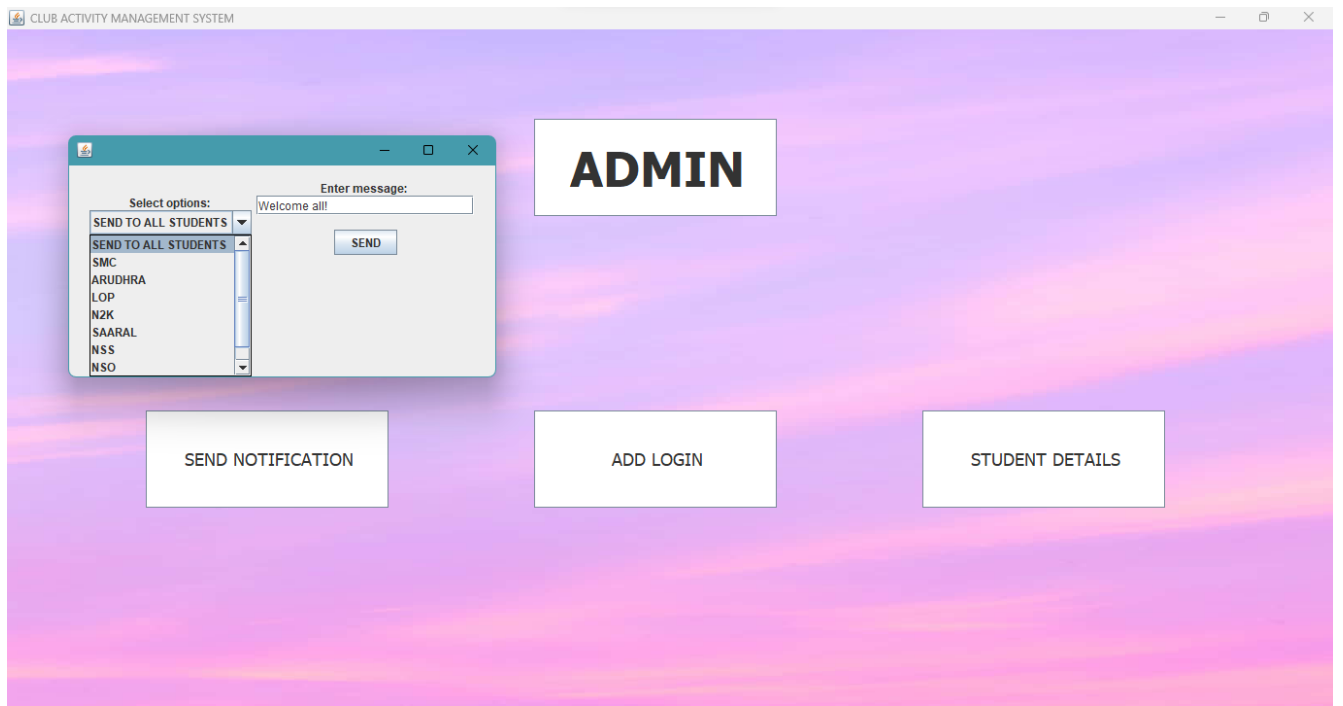 CLUB ACTIVITY MANAGEMENT SYSTEM
ADMIN
Enter message:
Select options:
Welcome all!
SEND TO ALL STUDENTS
SEND
SEND TO ALL STUDENTS
SMC
ARUDHRA
LOP
N2K
SAARAL
NSS
NSO
SEND NOTIFICATION
ADD LOGIN
STUDENT DETAILS